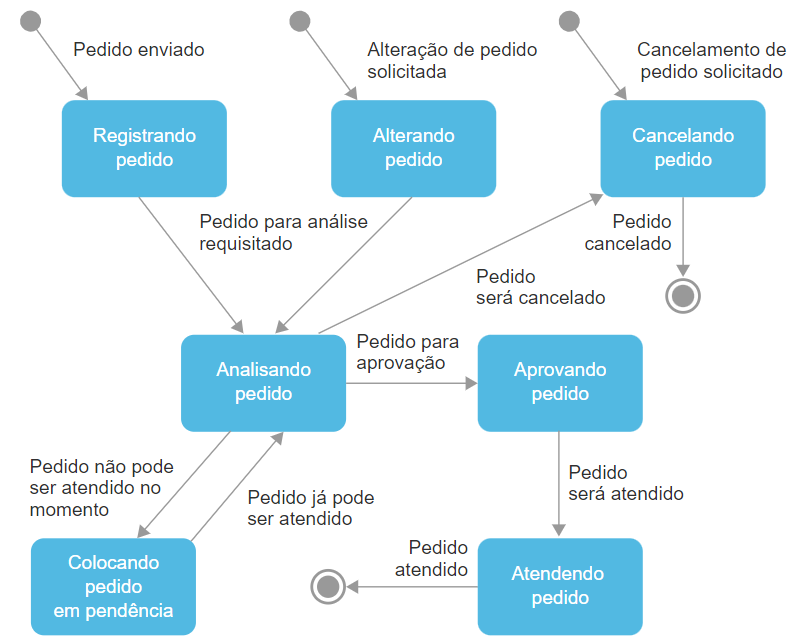 Pedido enviado
Alteração de pedido
solicitada
Cancelamento de
pedido solicitado
Registrando
pedido
Alterando
pedido
Cancelando
pedido
Pedido para análise
requisitado
Pedido
cancelado
Pedido
será cancelado
Analisando
pedido
Pedido para
aprovação
Aprovando
pedido
Pedido não pode
ser atendido no
momento
Pedido já pode
ser atendido
Pedido
será atendido
Colocando
pedido
em pendência
Pedido
atendido
Atendendo
pedido